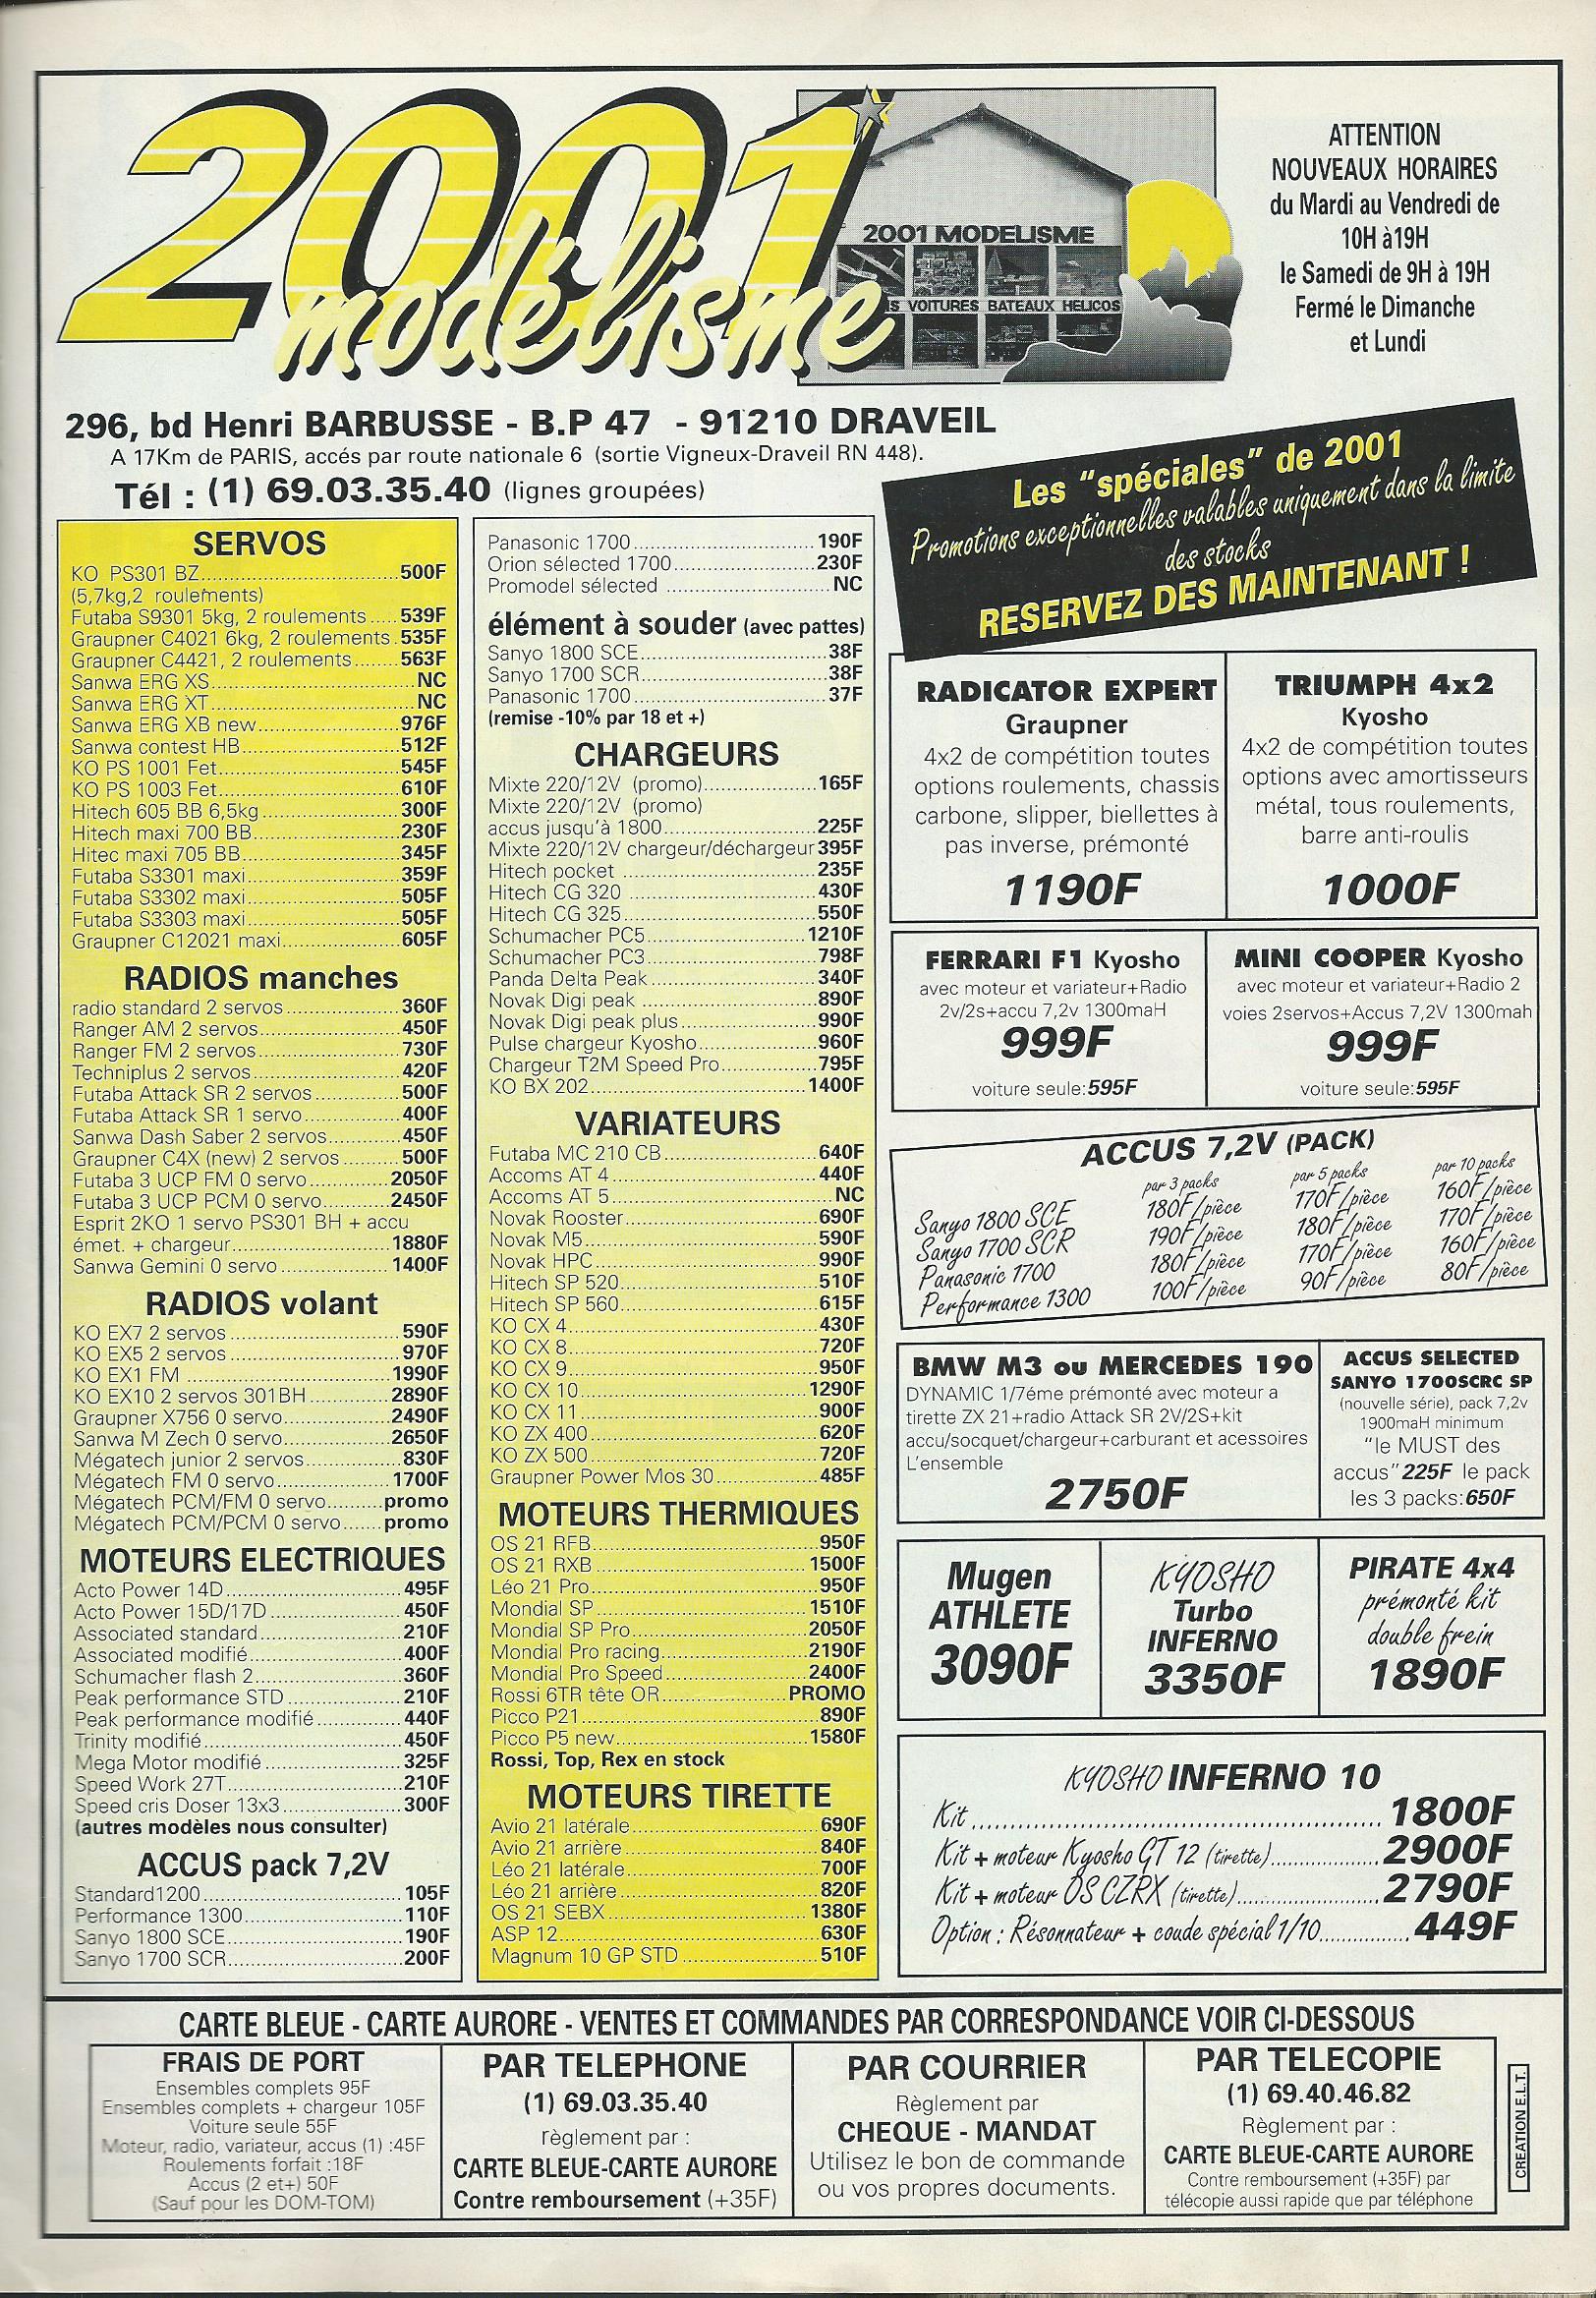 2001
modélisme
2001 MODELISME
S VOITURES BATEAUX HELICOS
ATTENTION
NOUVEAUX HORAIRES
du Mardi au Vendredi de
10H à19H
le Samedi de 9H à 19H
Fermé le Dimanche
et Lundi
296, bd Henri BARBUSSE - B.P 47 - 91210 DRAVEIL
A 17Km de PARIS, accés par route nationale 6 (sortie Vigneux-Draveil RN 448).
Tél : (1) 69.03.35.40 (lignes groupées)
SERVOS
KO PS301 BZ 500F
(5,7kg,2 roulements)
Futaba S9301 5kg, 2 roulements 539F
Graupner C4021 6kg, 2 roulements 535F
Graupner C4421, 2 roulements 563F
Sanwa ERG XS NC
Sanwa ERG XT NC
Sanwa ERG XB new 976F
Sanwa contest HB 512F
KO PS 1001 Fet 545F
KO PS 1003 Fet 610F
Hitech 605 BB 6,5kg 300F
Hitech maxi 700 BB 230F
Hitec maxi 705 BB 345F
Futaba S3301 maxi 359F
Futaba S3302 maxi 505F
Futaba S3303 maxi 505F
Graupner C12021 maxi 605F
RADIOS manches
radio standard 2 servos 360F
Ranger AM 2 servos 450F
Ranger FM 2 servos 730F
Techniplus 2 servos 420F
Futaba Attack SR 2 servos 500F
Futaba Attack SR 1 servo 400F
Sanwa Dash Saber 2 servos 450F
Graupner C4X (new) 2 servos 500F
Futaba 3 UCP FM 0 servo 2050F
Futaba 3 UCP PCM 0 servo 2450F
Esprit 2KO 1 servo PS301 BH + accu
émet. + chargeur 1880F
Sanwa Gemini 0 servo 1400F
RADIOS volant
KO EX7 2 servos 590F
KO EX5 2 servos 970F
KO EX1 FM 1990F
KO EX10 2 servos 301BH 2890F
Graupner X756 0 servo 2490F
Sanwa M Zech 0 servo 2650F
Mégatech junior 2 servos 830F
Mégatech FM 0 servo 1700F
Mégatech PCM/FM 0 servo promo
Mégatech PCM/PCM 0 servo promo
MOTEURS ELECTRIQUES
Acto Power 14D 495F
Acto Power 15D/17D 450F
Associated standard 210F
Associated modifié 400F
Schumacher flash 2 360F
Peak performance STD 210F
Peak performance modifié 440F
Trinity modifié 450F
Mega Motor modifié 325F
Speed Work 27T 210F
Speed cris Doser 13x3 300F
(autres modèles nous consulter)
ACCUS pack 7,2V
Standard1200 105F
Performance 1300 110F
Sanyo 1800 SCE 190F
Sanyo 1700 SCR 200F
Panasonic 1700 190F
Orion sélected 1700 230F
Promodel sélected NC
élément à souder (avec pattes)
Sanyo 1800 SCE 38F
Sanyo 1700 SCR 38F
Panasonic 1700 37F
(remise -10% par 18 et +)
CHARGEURS
Mixte 220/12V (promo) 165F
Mixte 220/12V (promo)
accus jusqu'à 1800 225F
Mixte 220/12V chargeur/déchargeur 395F
Hitech pocket 235F
Hitech CG 320 430F
Hitech CG 325 550F
Schumacher PC5 1210F
Schumacher PC3 798F
Panda Delta Peak 340F
Novak Digi peak 890F
Novak Digi peak plus 990F
Pulse chargeur Kyosho 960F
Chargeur T2M Speed Pro 795F
KO BX 202 1400F
VARIATEURS
Futaba MC 210 CB 640F
Accoms AT 4 440F
Accoms AT 5 NC
Novak Rooster 690F
Novak M5 590F
Novak HPC 990F
Hitech SP 520 510F
Hitech SP 560 615F
KO CX 4 430F
KO CX 8 720F
KO CX 9 950F
KO CX 10 1290F
KO CX 11 900F
KO ZX 400 620F
KO ZX 500 720F
Graupner Power Mos 30 485F
MOTEURS THERMIQUES
OS 21 RFB 950F
OS 21 RXB 1500F
Léo 21 Pro 950F
Mondial SP 1510F
Mondial SP Pro 2050F
Mondial Pro racing 2190F
Mondial Pro Speed 2400F
Rossi 6TR tête OR PROMO
Picco P21 890F
Picco P5 new 1580F
Rossi, Top, Rex en stock
MOTEURS TIRETTE
Avio 21 latérale 690F
Avio 21 arrière 840F
Léo 21 latérale 700F
Léo 21 arrière 820F
OS 21 SEBX 1380F
ASP 12 630F
Magnum 10 GP STD 510F
Les "spéciales" de 2001
Promotions exceptionnelles valables uniquement dans la limite
des stocks
RESERVEZ DES MAINTENANT !
RADICATOR EXPERT
Graupner
4x2 de compétition toutes
options roulements, chassis
carbone, slipper, biellettes à
pas inverse, prémonté
1190F
TRIUMPH 4x2
Kyosho
4x2 de compétition toutes
options avec amortisseurs
métal, tous roulements,
barre anti-roulis
1000F
FERRARI F1 Kyosho
avec moteur et variateur+Radio
2v/2s+accu 7,2v 1300maH
999F
voiture seule:595F
MINI COOPER Kyosho
avec moteur et variateur+Radio 2
voies 2servos+Accus 7,2V 1300mah
999F
voiture seule:595F
ACCUS 7,2V (PACK)
par 3 packs par 5 packs par 10 packs
Sanyo 1800 SCE 180F/pièce 170F/pièce 160F/pièce
Sanyo 1700 SCR 190F/pièce 180F/pièce 170F/pièce
Panasonic 1700 180F/pièce 170F/pièce 160F/pièce
Performance 1300 100F/pièce 90F/pièce 80F/pièce
BMW M3 ou MERCEDES 190
DYNAMIC 1/7éme prémonté avec moteur a
tirette ZX 21+radio Attack SR 2V/2S+kit
accu/socquet/chargeur+carburant et acessoires
L'ensemble
2750F
ACCUS SELECTED
SANYO 1700SCRC SP
(nouvelle série), pack 7,2v
1900maH minimum
"le MUST des
accus" 225F le pack
les 3 packs:650F
Mugen
ATHLETE
3090F
KYOSHO
Turbo
INFERNO
3350F
PIRATE 4x4
prémonté kit
double frein
1890F
KYOSHO INFERNO 10
Kit 1800F
Kit + moteur Kyosho GT 12 (tirette) 2900F
Kit + moteur OS CZRX (tirette) 2790F
Option : Résonnateur + coude spécial 1/10 449F
CARTE BLEUE - CARTE AURORE - VENTES ET COMMANDES PAR CORRESPONDANCE VOIR CI-DESSOUS
FRAIS DE PORT
Ensembles complets 95F
Ensembles complets + chargeur 105F
Voiture seule 55F
Moteur, radio, variateur, accus (1) :45F
Roulements forfait :18F
Accus (2 et+) 50F
(Sauf pour les DOM-TOM)
PAR TELEPHONE
(1) 69.03.35.40
règlement par :
CARTE BLEUE-CARTE AURORE
Contre remboursement (+35F)
PAR COURRIER
Règlement par
CHEQUE - MANDAT
Utilisez le bon de commande
ou vos propres documents.
PAR TELECOPIE
(1) 69.40.46.82
Règlement par :
CARTE BLEUE-CARTE AURORE
Contre remboursement (+35F) par
télécopie aussi rapide que par téléphone
CREATION E.L.T.